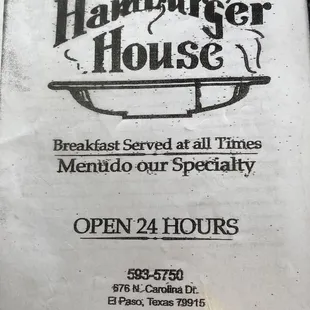 Hamburger
House
Breakfast Served at all Times
Menudo our Specialty
OPEN 24 HOURS
593-5750
676 N. Carolina Dr.
El Paso, Texas 79915